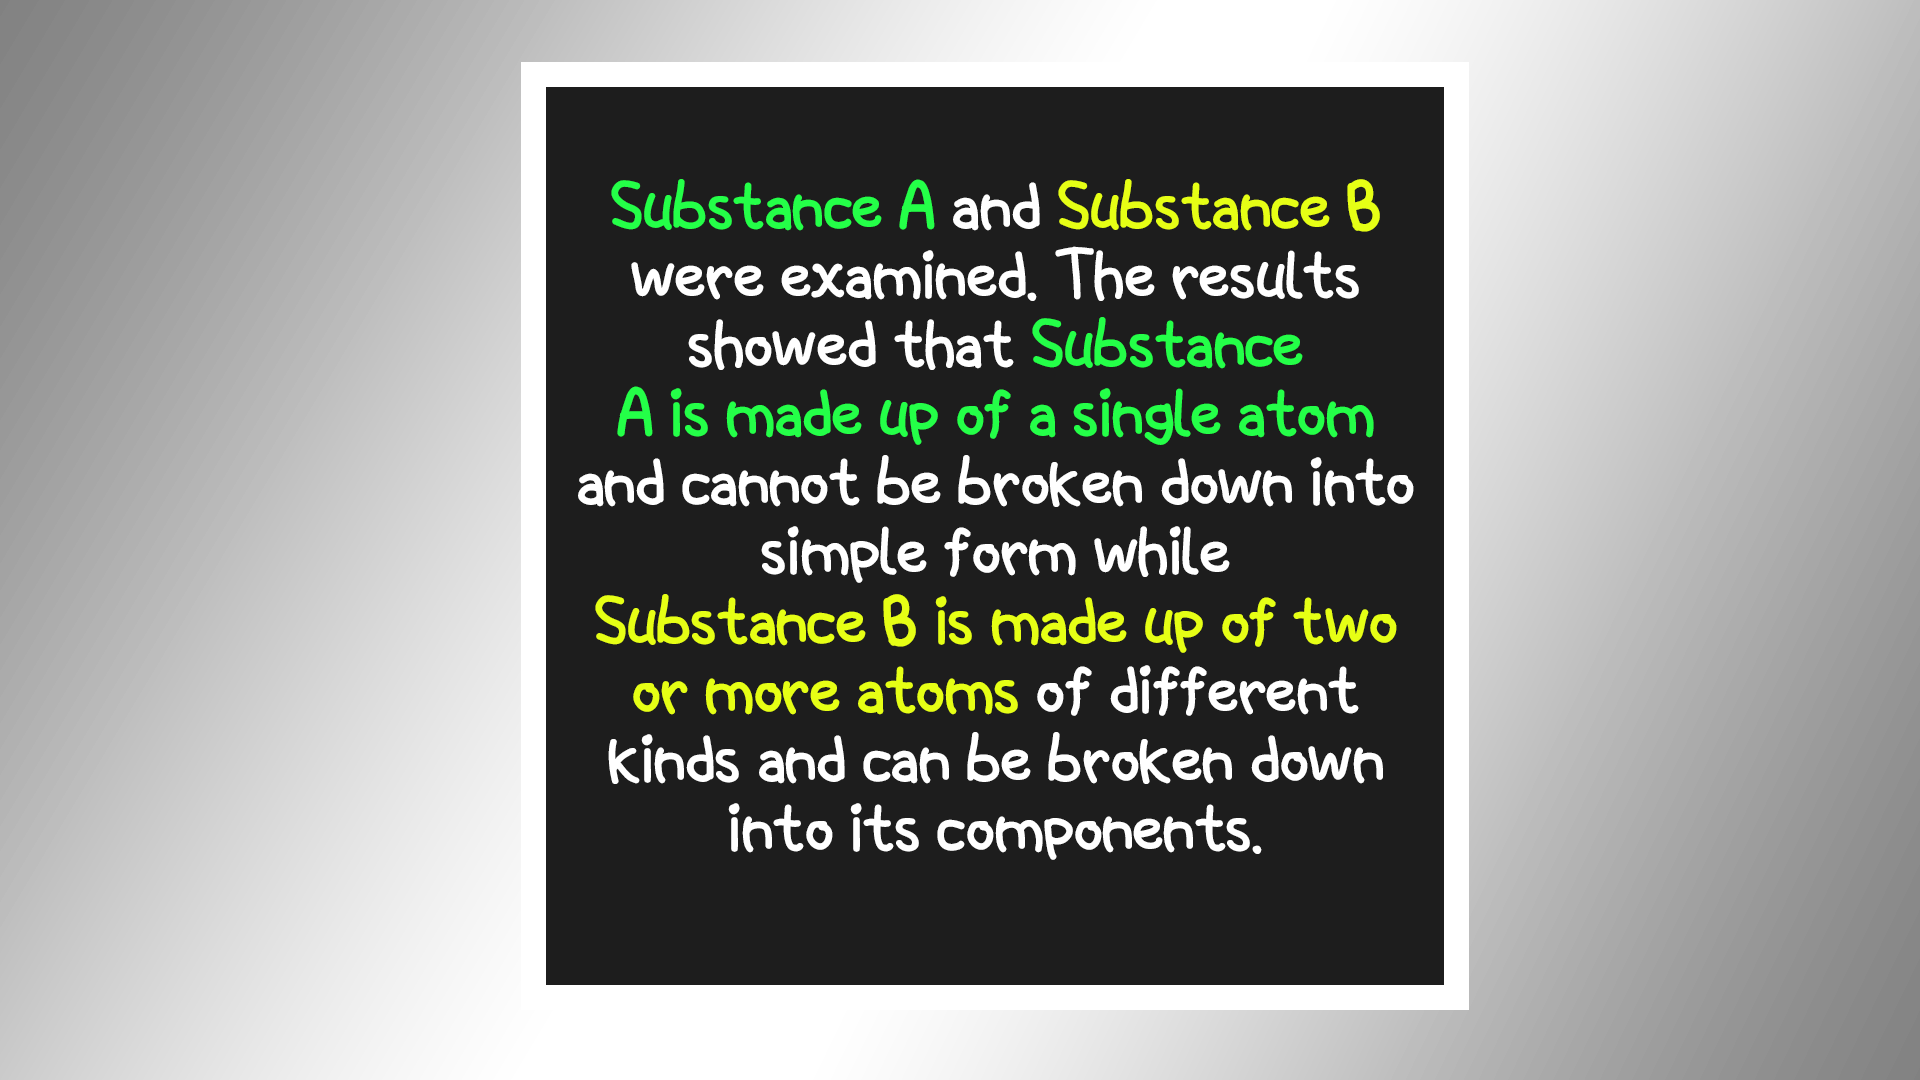 Substance A and Substance B
were examined. The results
showed that Substance
A is made up of a single atom
and cannot be broken down into
simple form while
Substance B is made up of two
or more atoms of different
kinds and can be broken down
into its components.